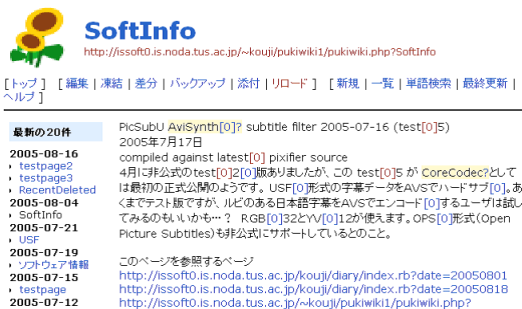 SoftInfo
http://issoft0.is.noda.tus.ac.jp/~kouji/pukiwiki1/pukiwiki.php?SoftInfo
[ トップ ] [ 編集 | 凍結 | 差分 | バックアップ | 添付 | リロード ] [ 新規 | 一覧 | 単語検索 | 最終更新 |
ヘルプ ]
最新の20件
2005-08-16
testpage2
testpage3
RecentDeleted
2005-08-04
SoftInfo
2005-07-21
USF
2005-07-19
ソフトウェア情報
2005-07-15
testpage
2005-07-12
PicSubU AviSynth[0]? subtitle filter 2005-07-16 (test[0]5)
2005年7月17日
compiled against latest[0] pixifier source
4月に非公式のtest[0]2[0]版ありましたが、この test[0]5 が CoreCodec?として
は最初の正式公開のようです。 USF[0]形式の字幕データをAVSでハードサブ[0]。あ
くまでテスト版ですが、ルビのある日本語字幕をAVSでエンコード[0]するユーザは試し
てみるのもいいかも…？ RGB[0]32とYV[0]12が使えます。OPS[0]形式(Open
Picture Subtitles)も非公式にサポートしているとのこと。
このページを参照するページ
http://issoft0.is.noda.tus.ac.jp/kouji/diary/index.rb?date=20050801
http://issoft0.is.noda.tus.ac.jp/kouji/diary/index.rb?date=20050818
http://issoft0.is.noda.tus.ac.jp/~kouji/pukiwiki1/pukiwiki.php?